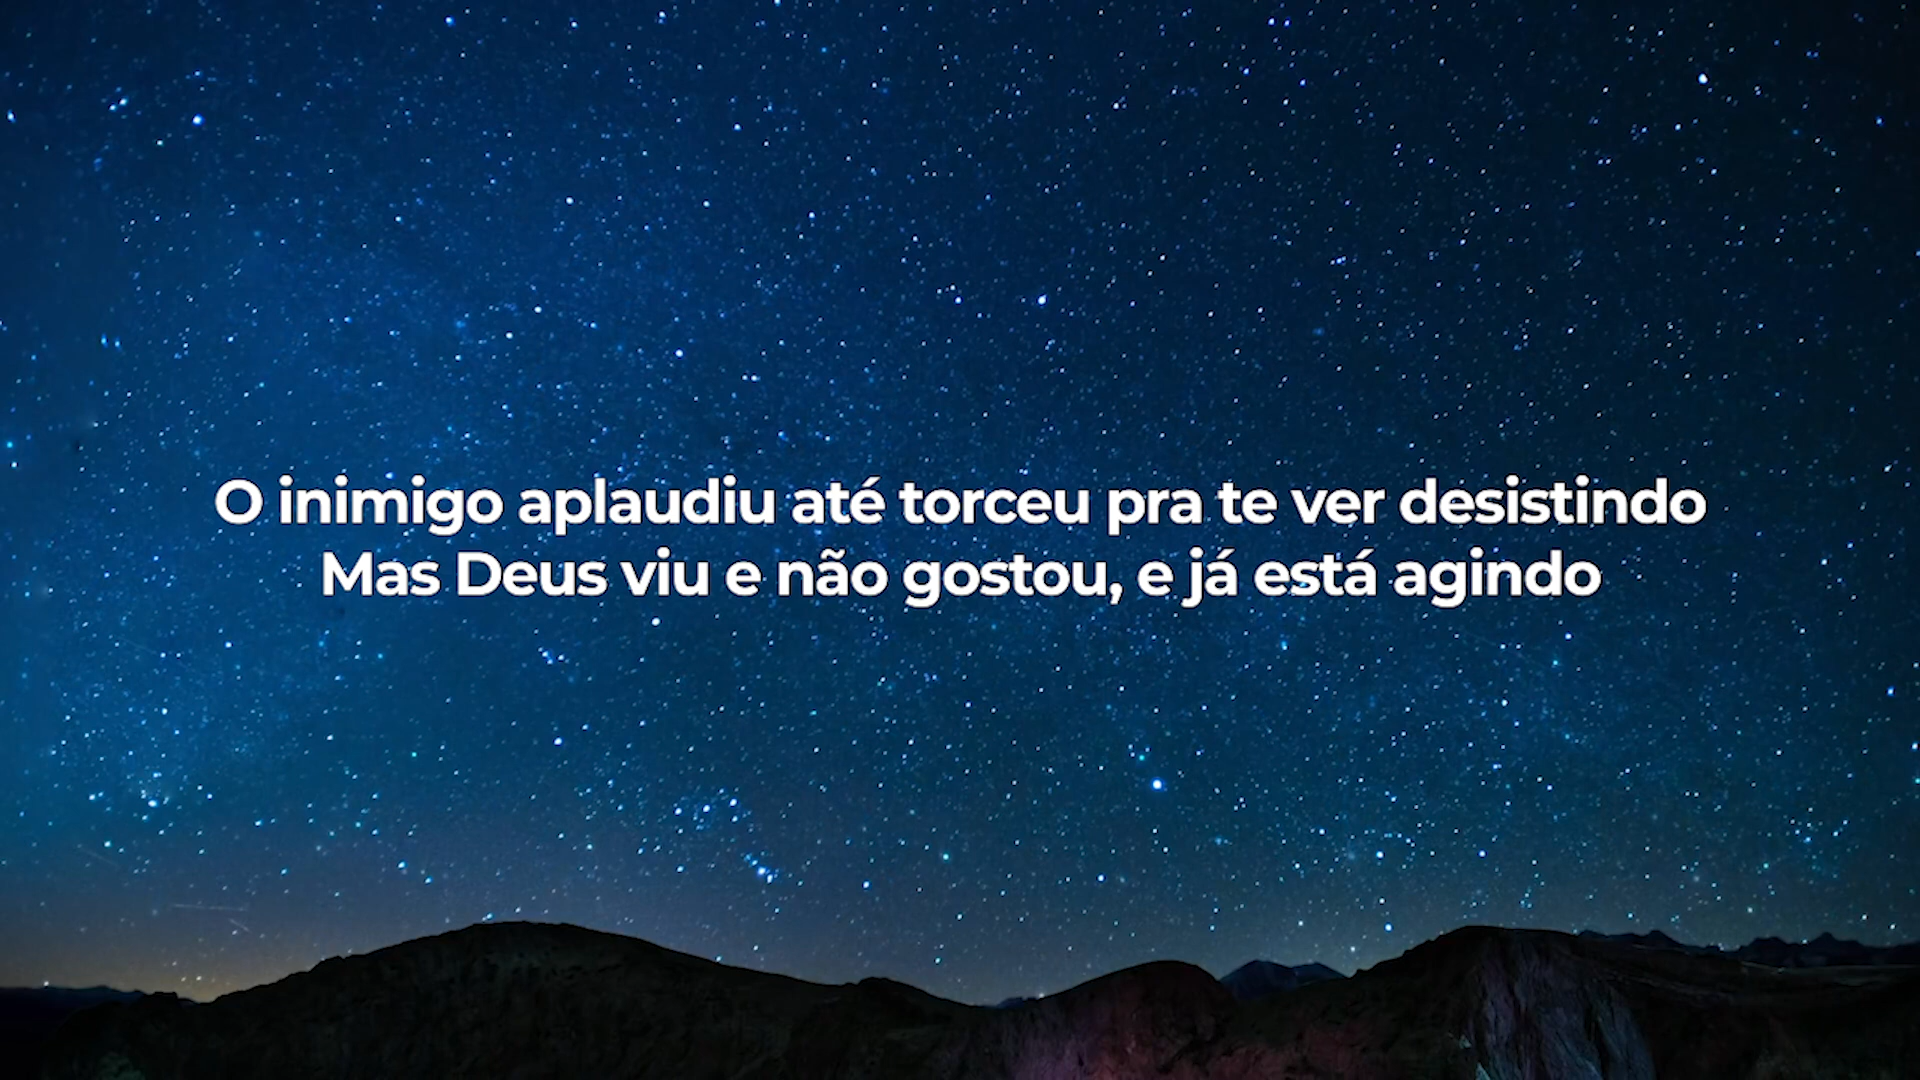 O inimigo aplaudiu até torceu pra te ver desistindo
Mas Deus viu e não gostou, e já está agindo